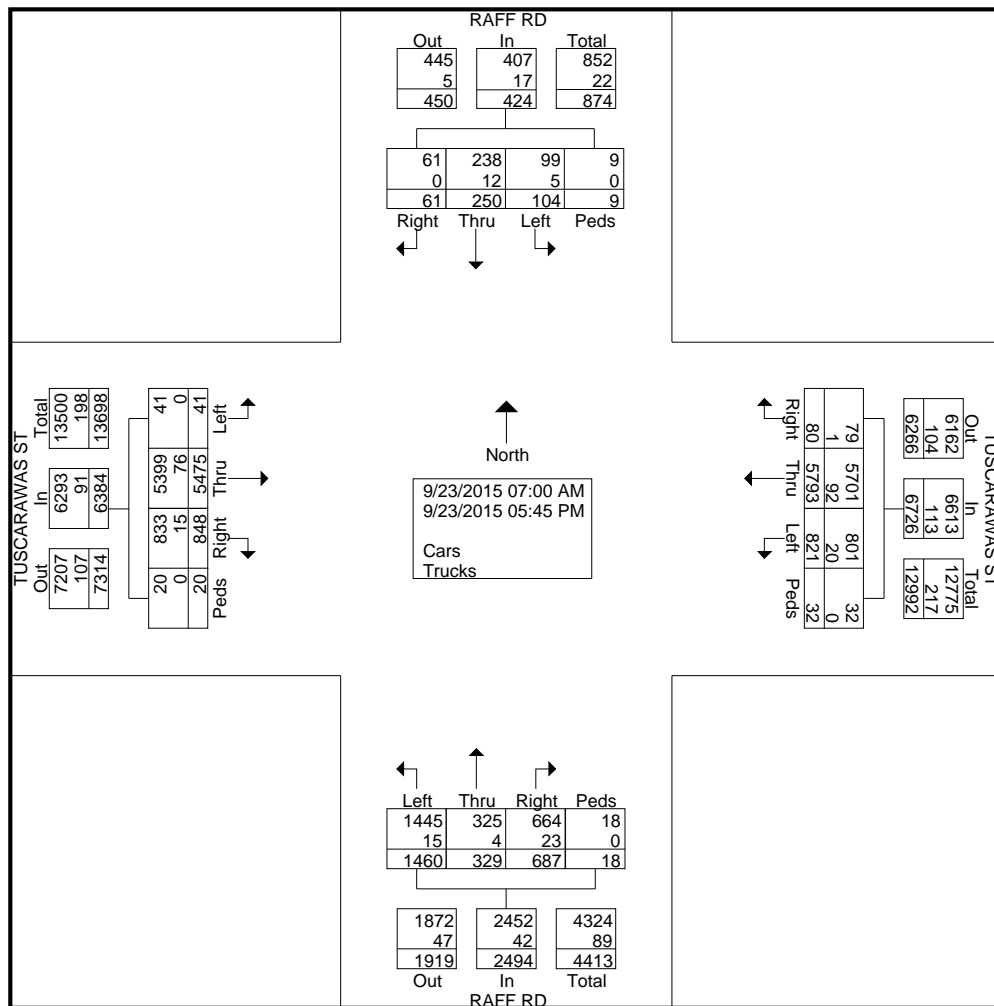 RAFF RD
Out In Total
445 407 852
5 17 22
450 424 874
61 238 99 9
0 12 5 0
61 250 104 9
Right Thru Left Peds
TUSCARAWAS ST
Total In Out
13500 6293 7207
198 91 107
13698 6384 7314
41 0 41 Left
5399 76 5475 Thru
833 15 848 Right
20 0 20 Peds
North
9/23/2015 07:00 AM
9/23/2015 05:45 PM
Cars
Trucks
Right Thru Left Peds
79 5701 801 32
1 92 20 0
80 5793 821 32
Out In Total
6162 6613 12775
104 113 217
6266 6726 12992
TUSCARAWAS ST
Left Thru Right Peds
1445 325 664 18
15 4 23 0
1460 329 687 18
1872 2452 4324
47 42 89
1919 2494 4413
Out In Total
RAFF RD